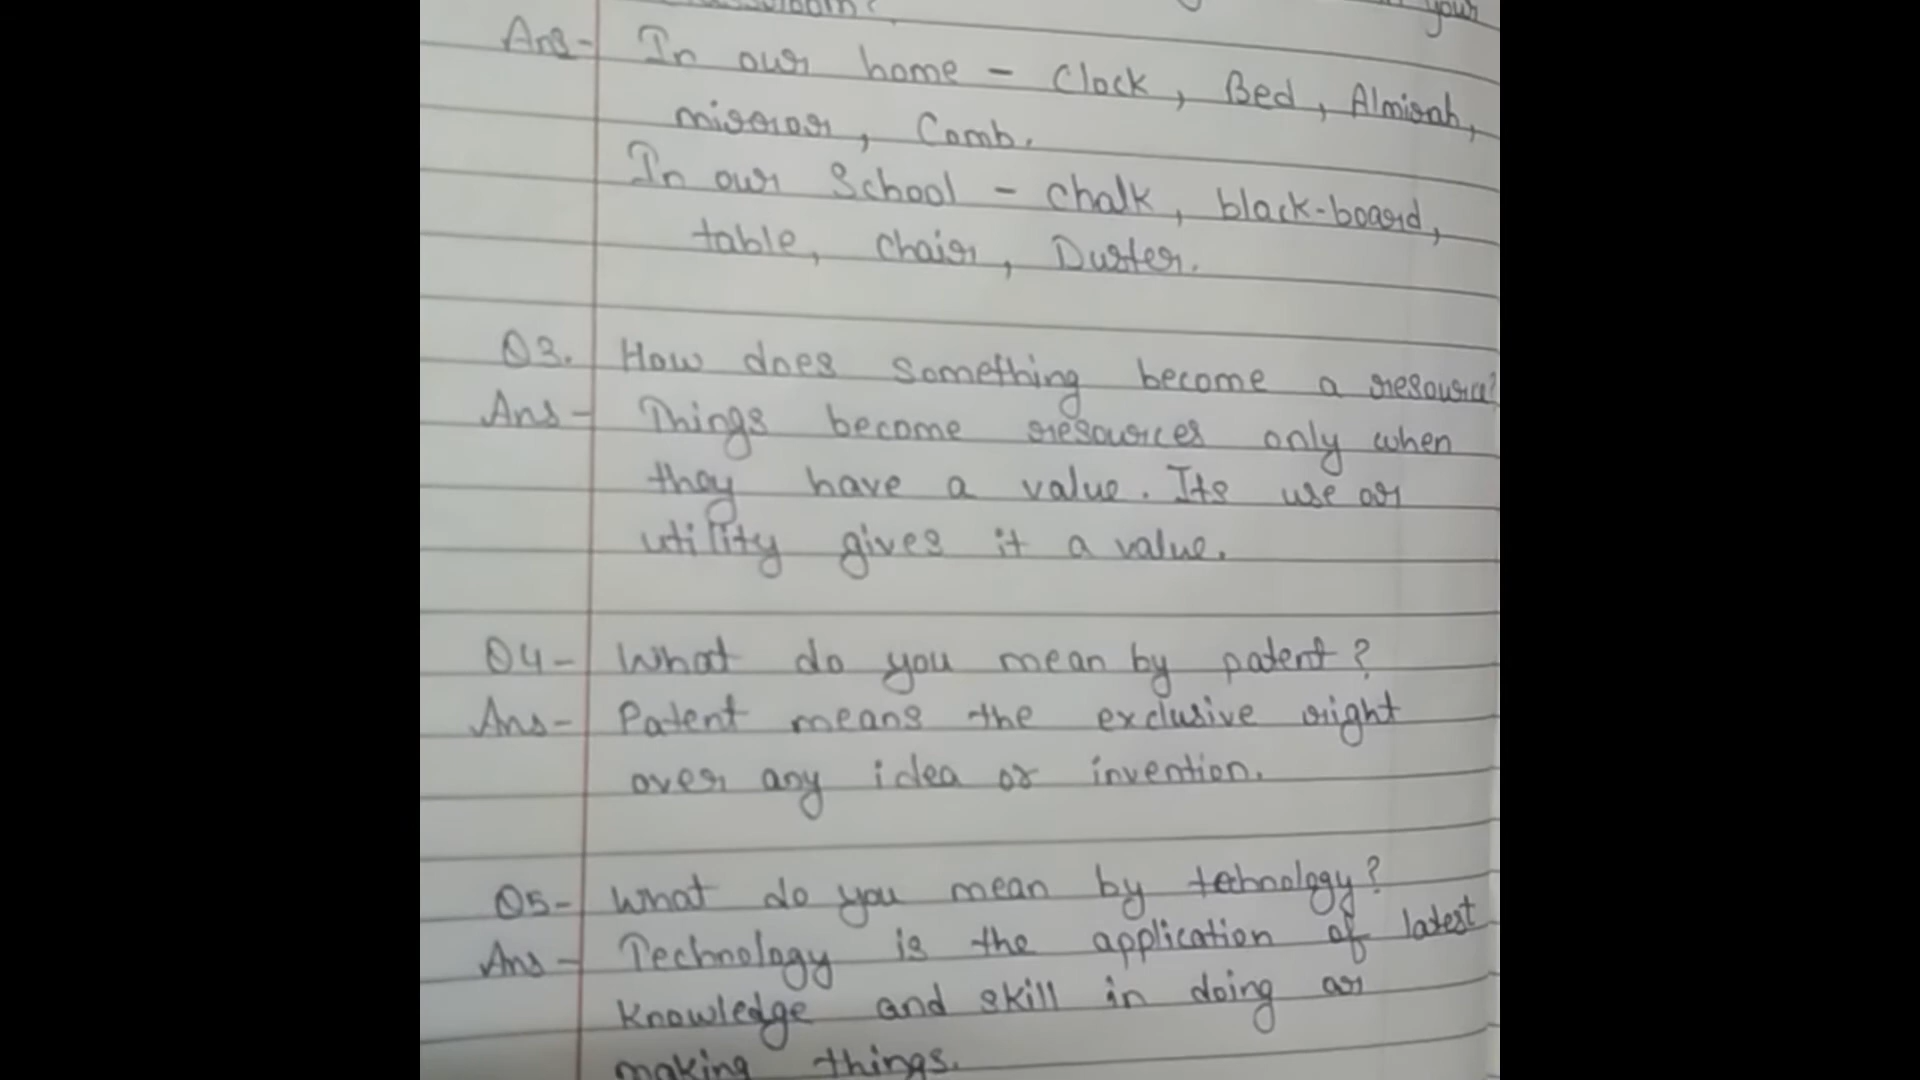 your
Ans- In our home - Clock, Bed, Almirah,
mirror, Comb.
In our School - chalk, black-board,
table, chair, Duster.
Q3. How does something become a resource?
Ans- Things become resources only when
they have a value. Its use or
utility gives it a value.
Q4- What do you mean by patent?
Ans- Patent means the exclusive right
over any idea or invention.
Q5- What do you mean by technology?
Ans- Technology is the application of latest
knowledge and skill in doing or
making things.